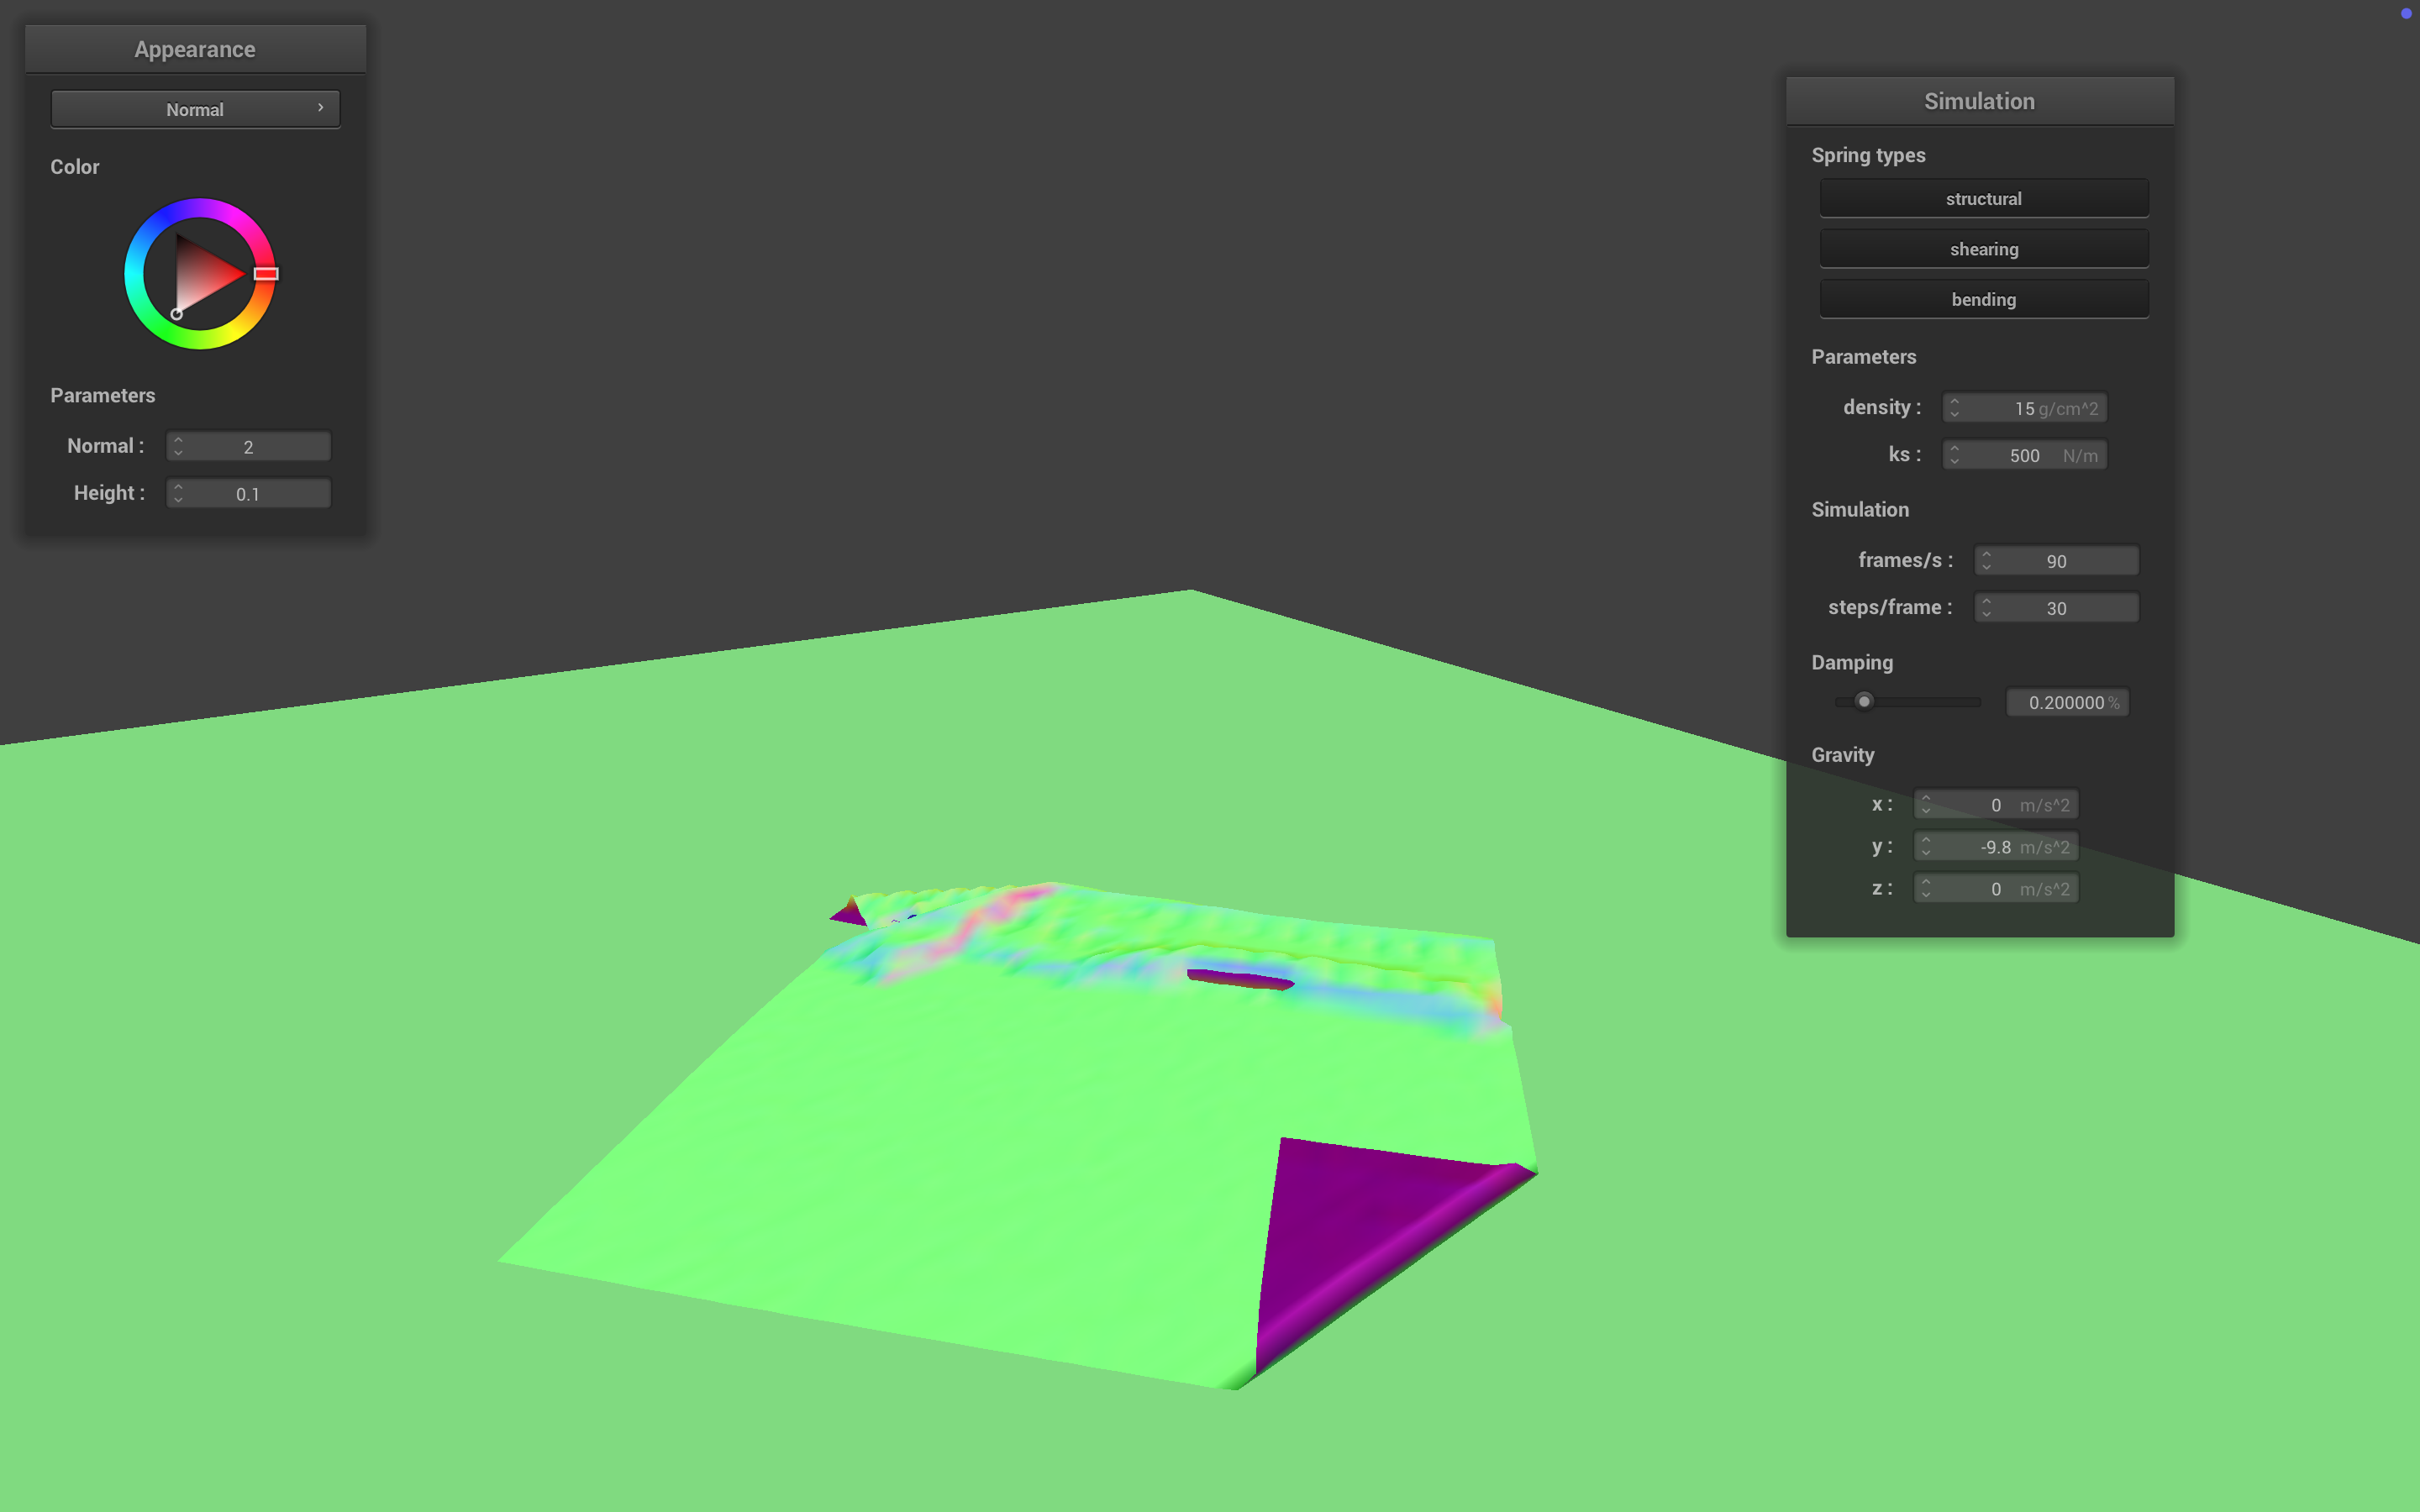 Appearance
Normal
Color
Parameters
Normal : 2
Height : 0.1
Simulation
Spring types
structural
shearing
bending
Parameters
density : 15 g/cm^2
ks : 500 N/m
Simulation
frames/s : 90
steps/frame : 30
Damping
0.200000 %
Gravity
x : 0 m/s^2
y : -9.8 m/s^2
z : 0 m/s^2